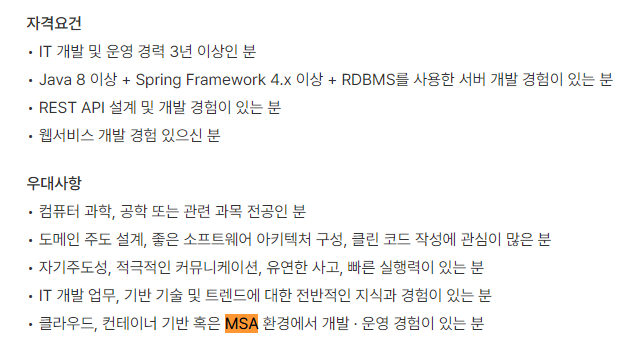 자격요건
• IT 개발 및 운영 경력 3년 이상인 분
• Java 8 이상 + Spring Framework 4.x 이상 + RDBMS를 사용한 서버 개발 경험이 있는 분
• REST API 설계 및 개발 경험이 있는 분
• 웹서비스 개발 경험 있으신 분
우대사항
• 컴퓨터 과학, 공학 또는 관련 과목 전공인 분
• 도메인 주도 설계, 좋은 소프트웨어 아키텍처 구성, 클린 코드 작성에 관심이 많은 분
• 자기주도성, 적극적인 커뮤니케이션, 유연한 사고, 빠른 실행력이 있는 분
• IT 개발 업무, 기반 기술 및 트렌드에 대한 전반적인 지식과 경험이 있는 분
• 클라우드, 컨테이너 기반 혹은 MSA 환경에서 개발 · 운영 경험이 있는 분